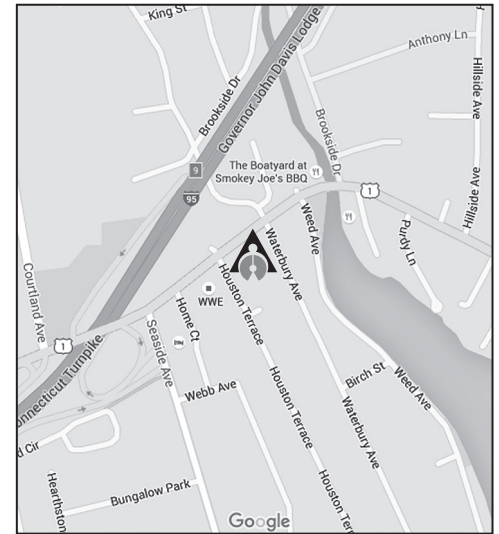 King St
Governor John Davis Lodge
Anthony Ln
Hillside Ave
Brookside Dr
Brookside Dr
9
The Boatyard at
Smokey Joe's BBQ
95
1
Hillside Ave
Weed Ave
Purdy Ln
Waterbury Ave
Courtland Ave
Houston Terrace
WWE
Home Ct
Seaside Ave
1
onnecticut Turnpike
Birch St
Weed Ave
Webb Ave
Houston Terrace
Waterbury Ave
d Cir
Hearthston
Bungalow Park
Houston Terr
Google